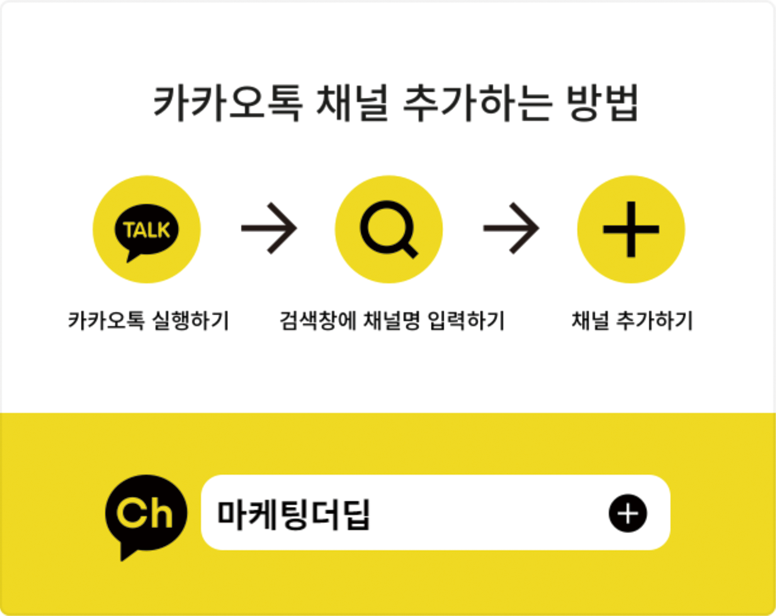 카카오톡 채널 추가하는 방법
TALK
카카오톡 실행하기
검색창에 채널명 입력하기
채널 추가하기
Ch
마케팅더딥